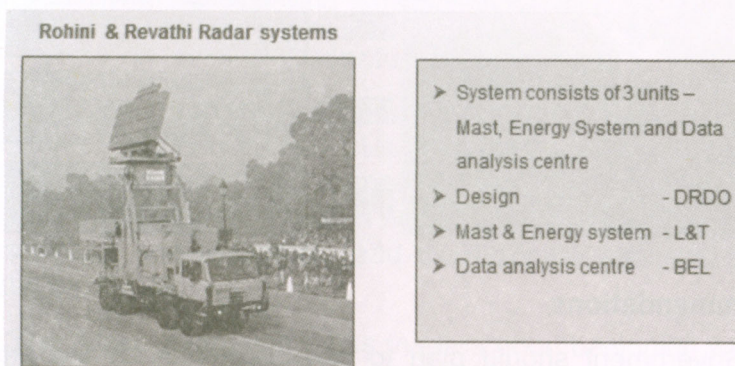 Rohini & Revathi Radar systems
➤ System consists of 3 units –
Mast, Energy System and Data
analysis centre
➤ Design - DRDO
➤ Mast & Energy system - L&T
➤ Data analysis centre - BEL